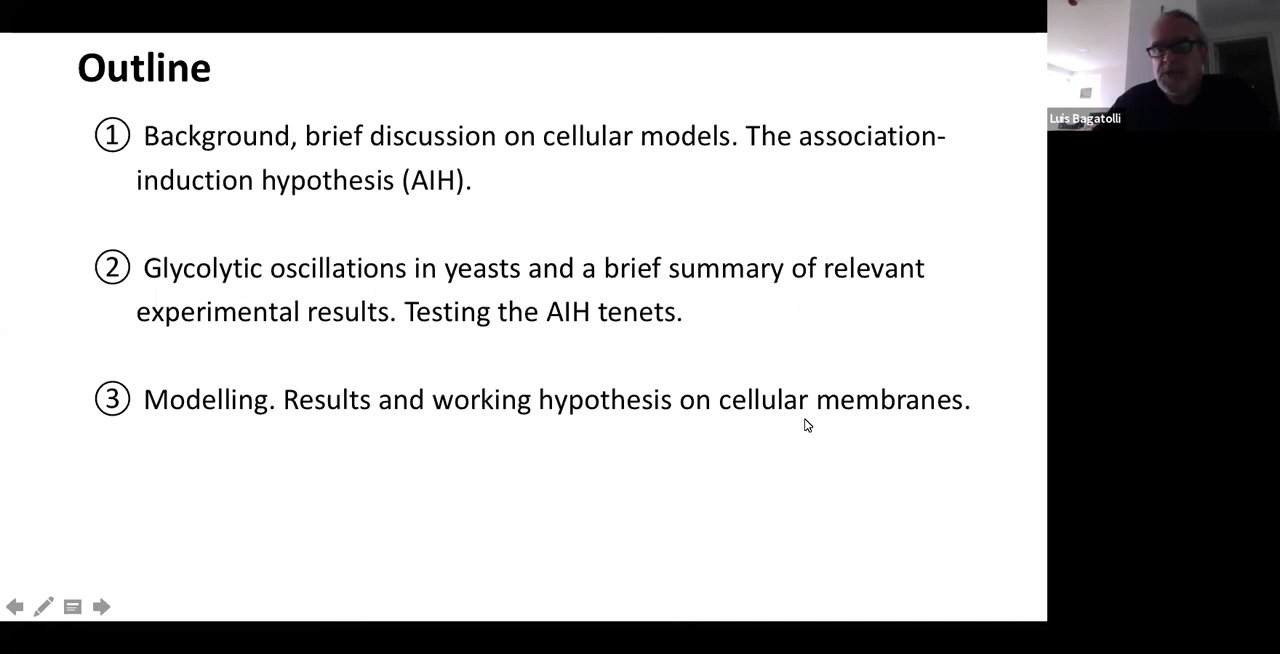 Outline
① Background, brief discussion on cellular models. The association-
induction hypothesis (AIH).
② Glycolytic oscillations in yeasts and a brief summary of relevant
experimental results. Testing the AIH tenets.
③ Modelling. Results and working hypothesis on cellular membranes.
Luis Bagatolli